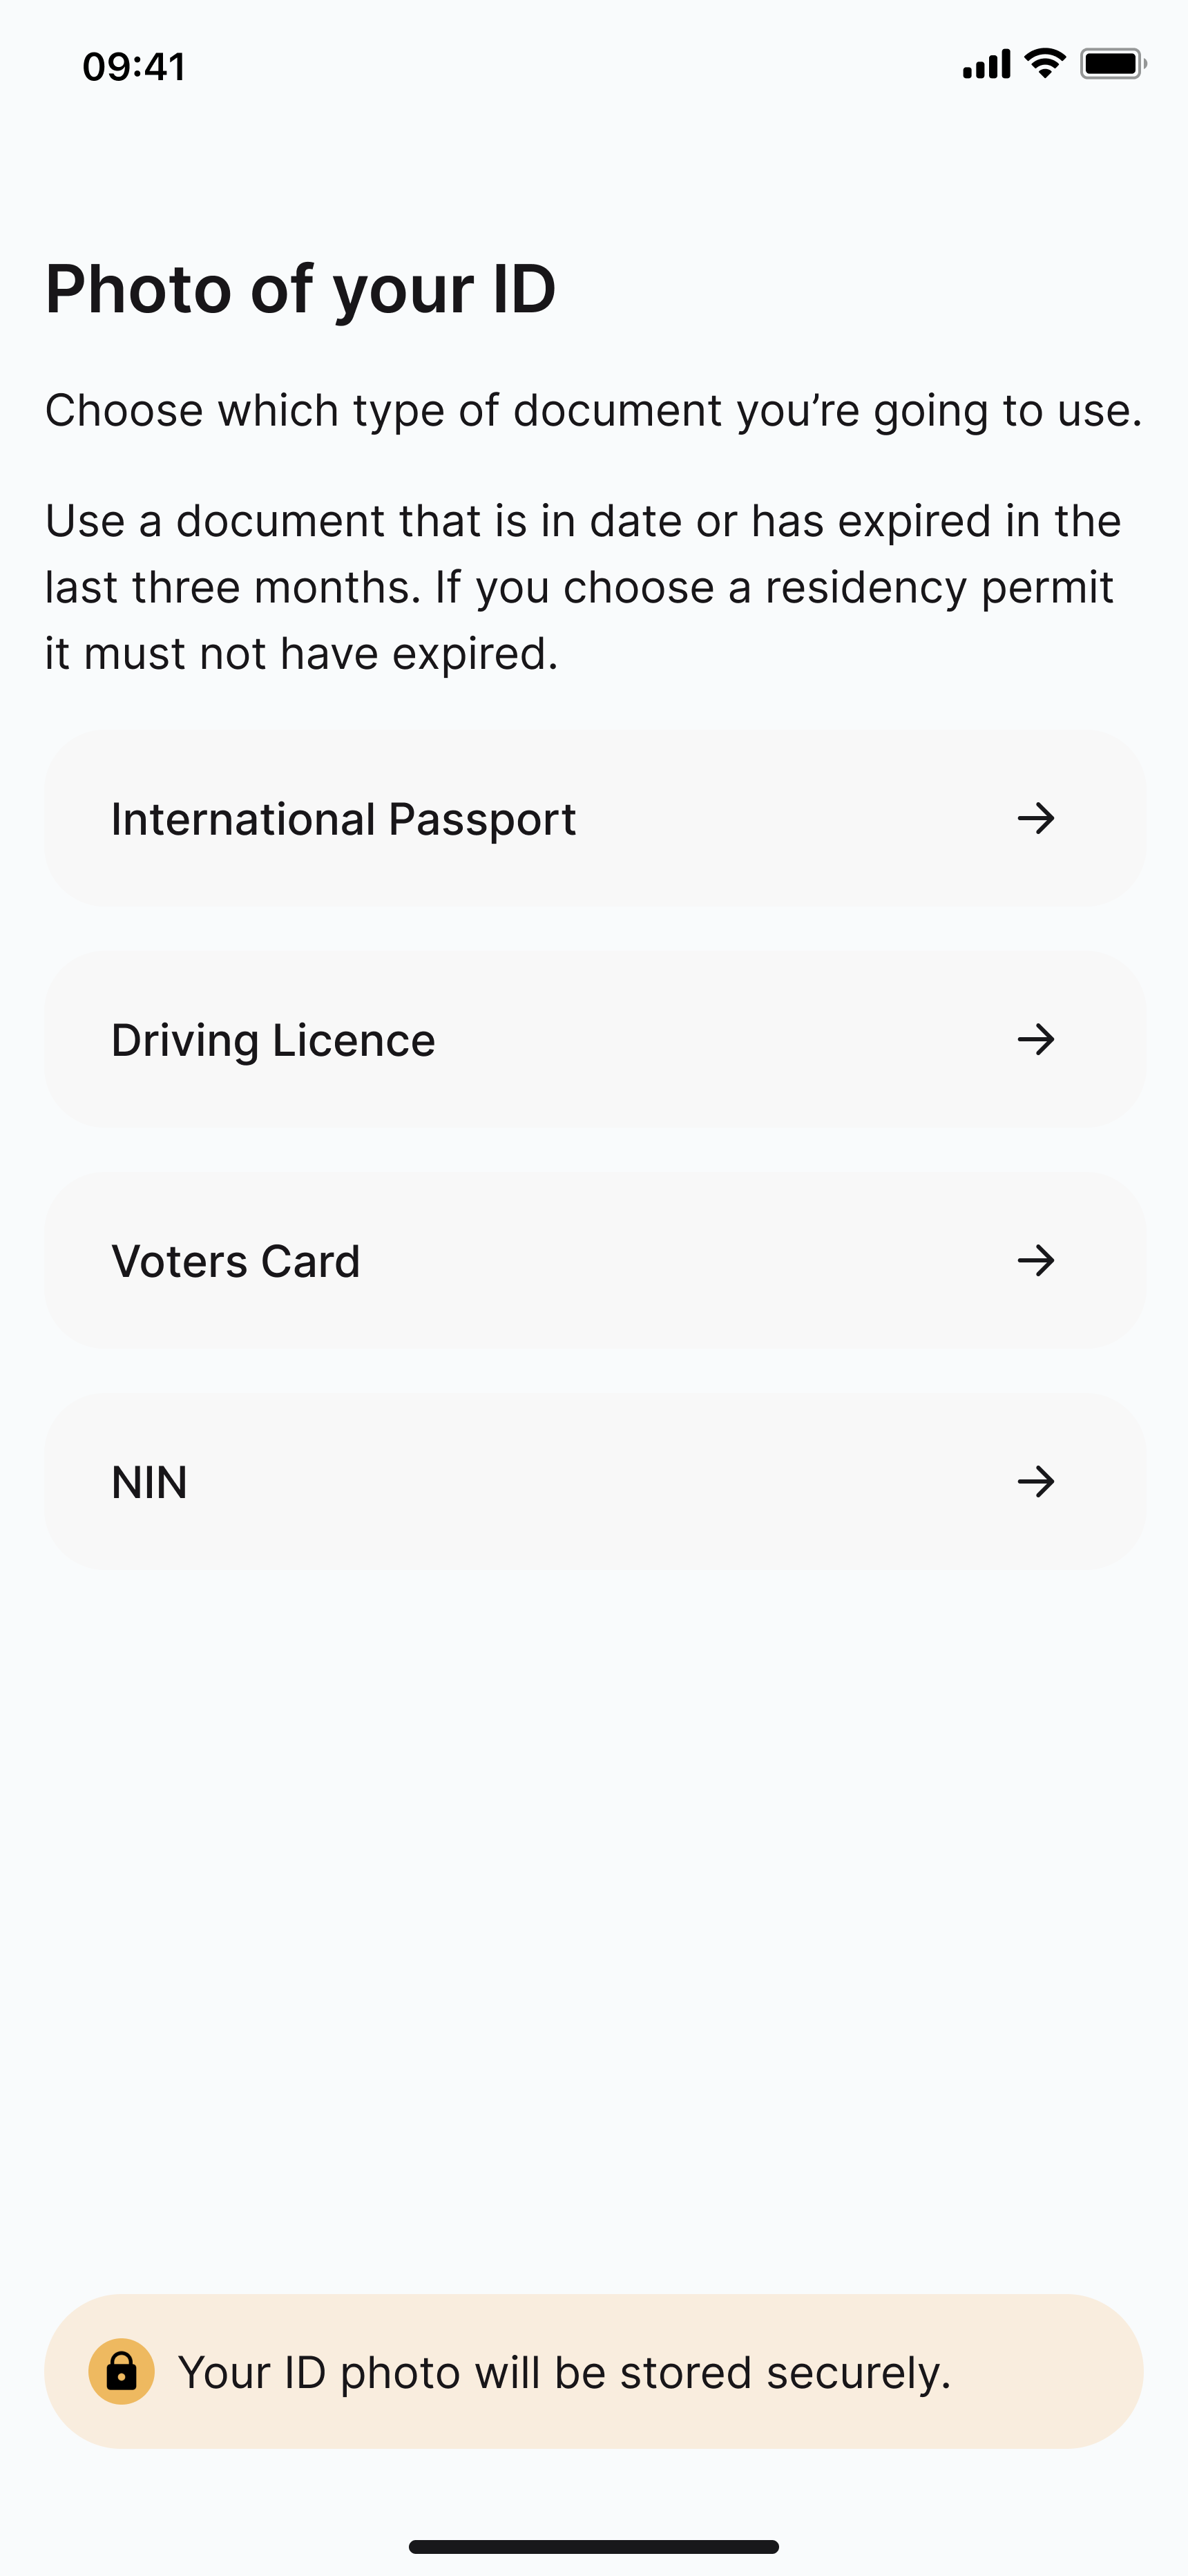 09:41
Photo of your ID
Choose which type of document you’re going to use.
Use a document that is in date or has expired in the
last three months. If you choose a residency permit
it must not have expired.
International Passport
Driving Licence
Voters Card
NIN
Your ID photo will be stored securely.